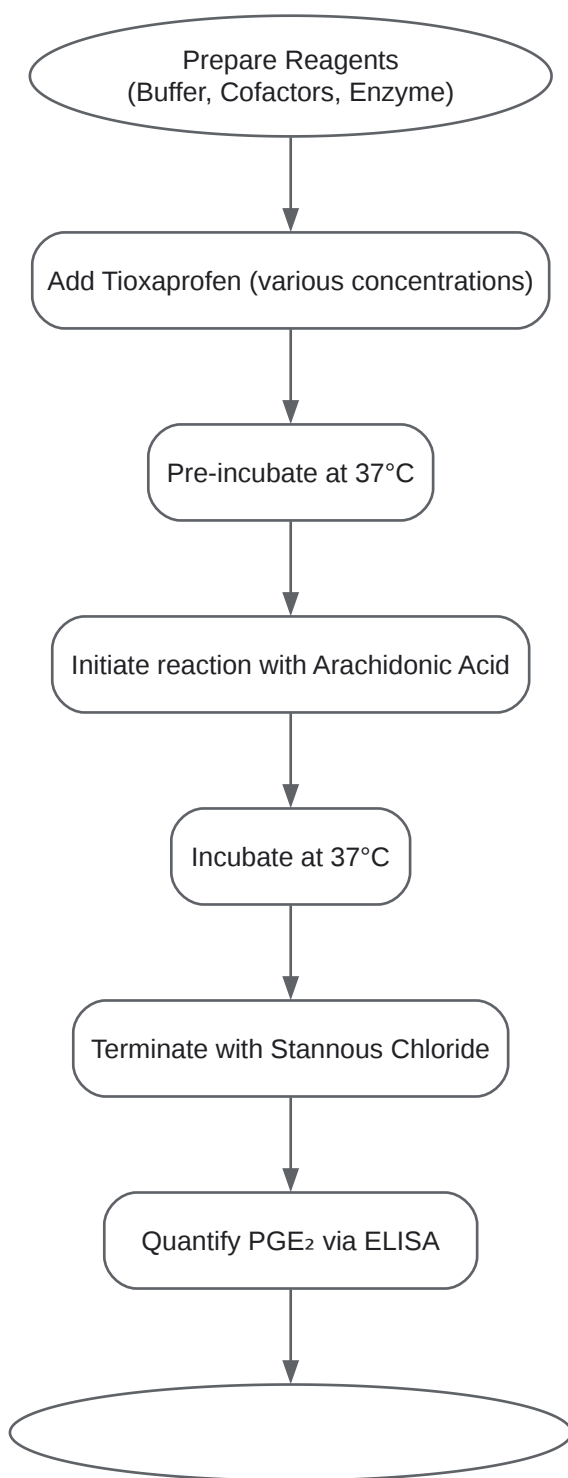 Prepare Reagents
(Buffer, Cofactors, Enzyme)
Add Tioxaprofen (various concentrations)
Pre-incubate at 37°C
Initiate reaction with Arachidonic Acid
Incubate at 37°C
Terminate with Stannous Chloride
Quantify PGE₂ via ELISA